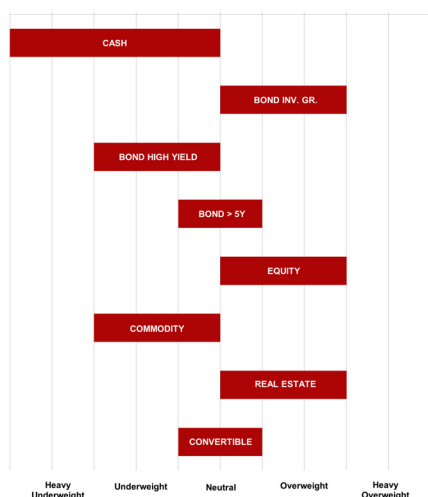 CASH
BOND INV. GR.
BOND HIGH YIELD
BOND > 5Y
EQUITY
COMMODITY
REAL ESTATE
CONVERTIBLE
Heavy Underweight Underweight Neutral Overweight Heavy Overweight